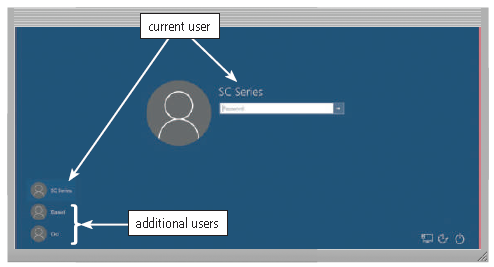 current user
SC Series
Password
SC Series
additional users